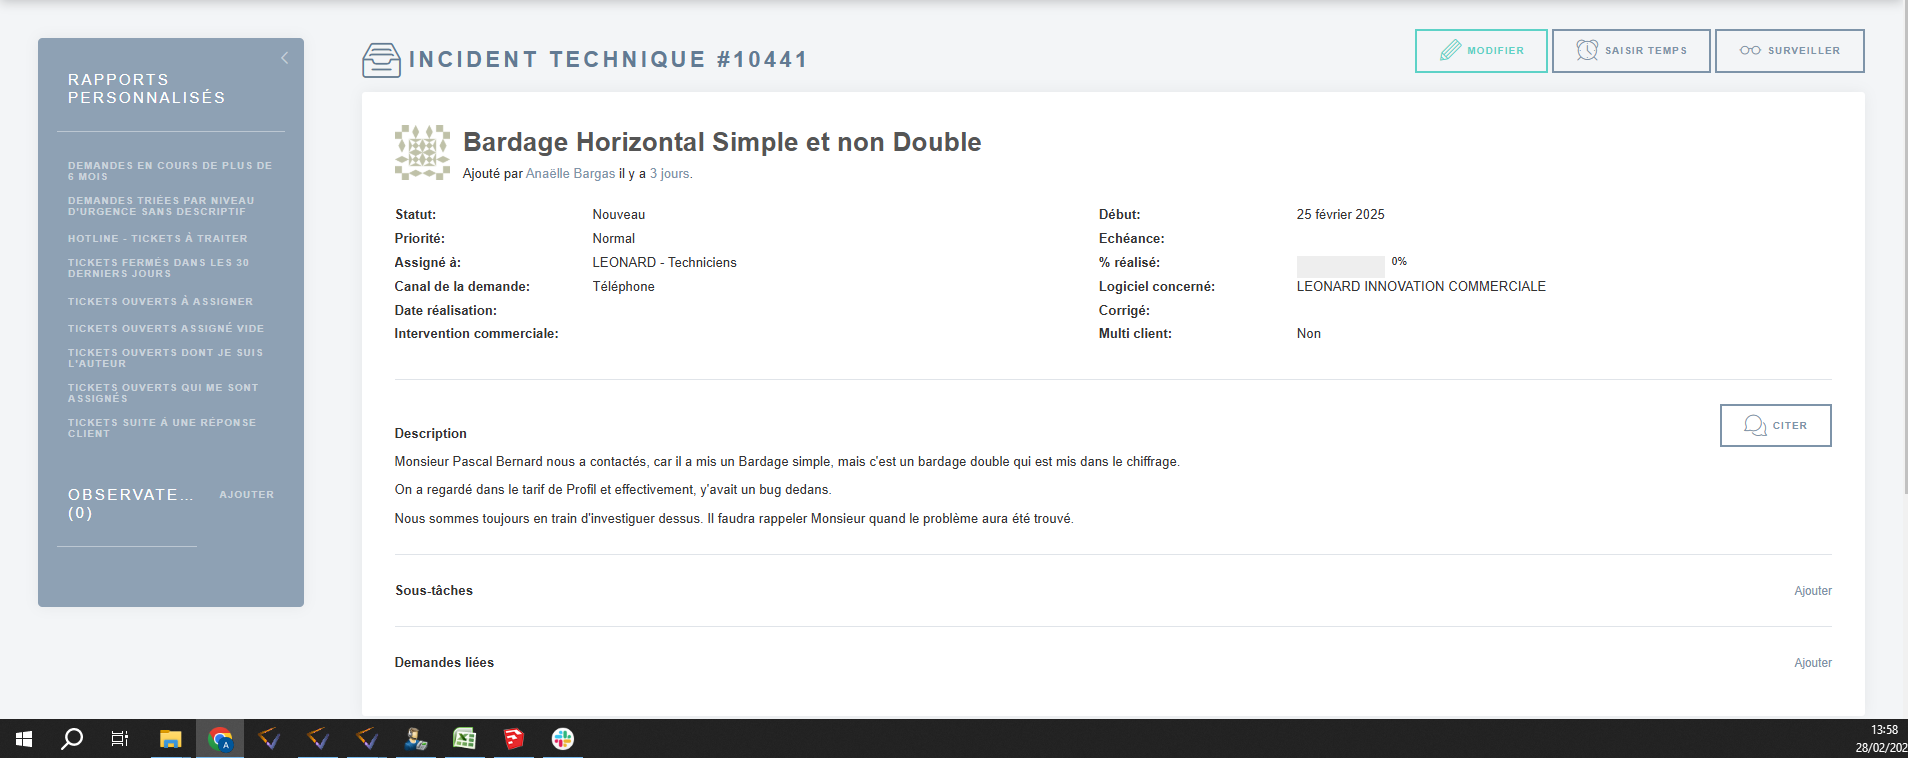 RAPPORTS
PERSONNALISÉS
DEMANDES EN COURS DE PLUS DE
6 MOIS
DEMANDES TRIÉES PAR NIVEAU
D'URGENCE SANS DESCRIPTIF
HOTLINE - TICKETS À TRAITER
TICKETS FERMÉS DANS LES 30
DERNIERS JOURS
TICKETS OUVERTS À ASSIGNER
TICKETS OUVERTS ASSIGNÉ VIDE
TICKETS OUVERTS DONT JE SUIS
L'AUTEUR
TICKETS OUVERTS QUI ME SONT
ASSIGNÉS
TICKETS SUITE À UNE RÉPONSE
CLIENT
OBSERVATE... AJOUTER
(0)
INCIDENT TECHNIQUE #10441
MODIFIER SAISIR TEMPS SURVEILLER
Bardage Horizontal Simple et non Double
Ajouté par Anaëlle Bargas il y a 3 jours.
Statut: Nouveau Début: 25 février 2025
Priorité: Normal Echéance:
Assigné à: LEONARD - Techniciens % réalisé: 0%
Canal de la demande: Téléphone Logiciel concerné: LEONARD INNOVATION COMMERCIALE
Date réalisation: Corrigé:
Intervention commerciale: Multi client: Non
CITER
Description
Monsieur Pascal Bernard nous a contactés, car il a mis un Bardage simple, mais c'est un bardage double qui est mis dans le chiffrage.
On a regardé dans le tarif de Profil et effectivement, y'avait un bug dedans.
Nous sommes toujours en train d'investiguer dessus. Il faudra rappeler Monsieur quand le problème aura été trouvé.
Sous-tâches Ajouter
Demandes liées Ajouter
A
13:58
28/02/202